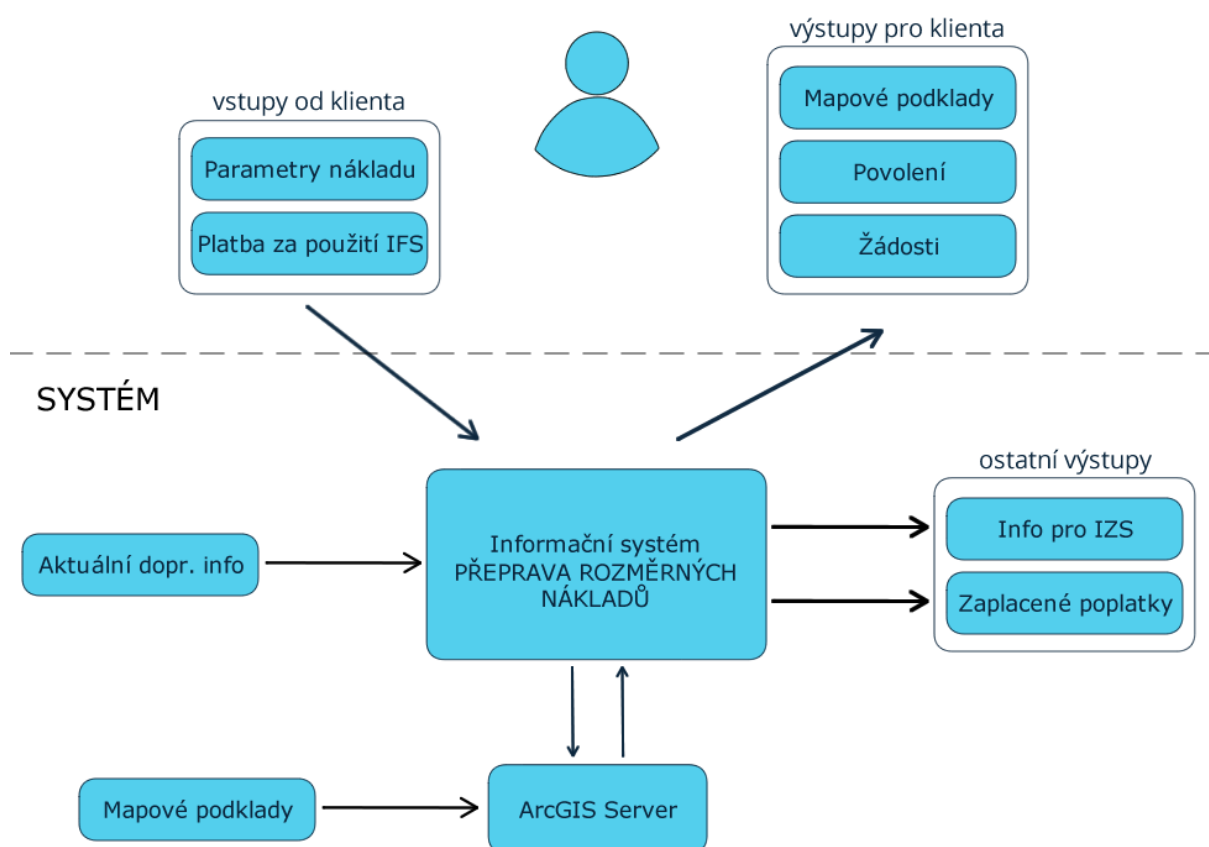 výstupy pro klienta
Mapové podklady
Povolení
Žádosti
vstupy od klienta
Parametry nákladu
Platba za použití IFS
SYSTÉM
Aktuální dopr. info
Informační systém
PŘEPRAVA ROZMĚRNÝCH
NÁKLADŮ
ostatní výstupy
Info pro IZS
Zaplacené poplatky
Mapové podklady
ArcGIS Server